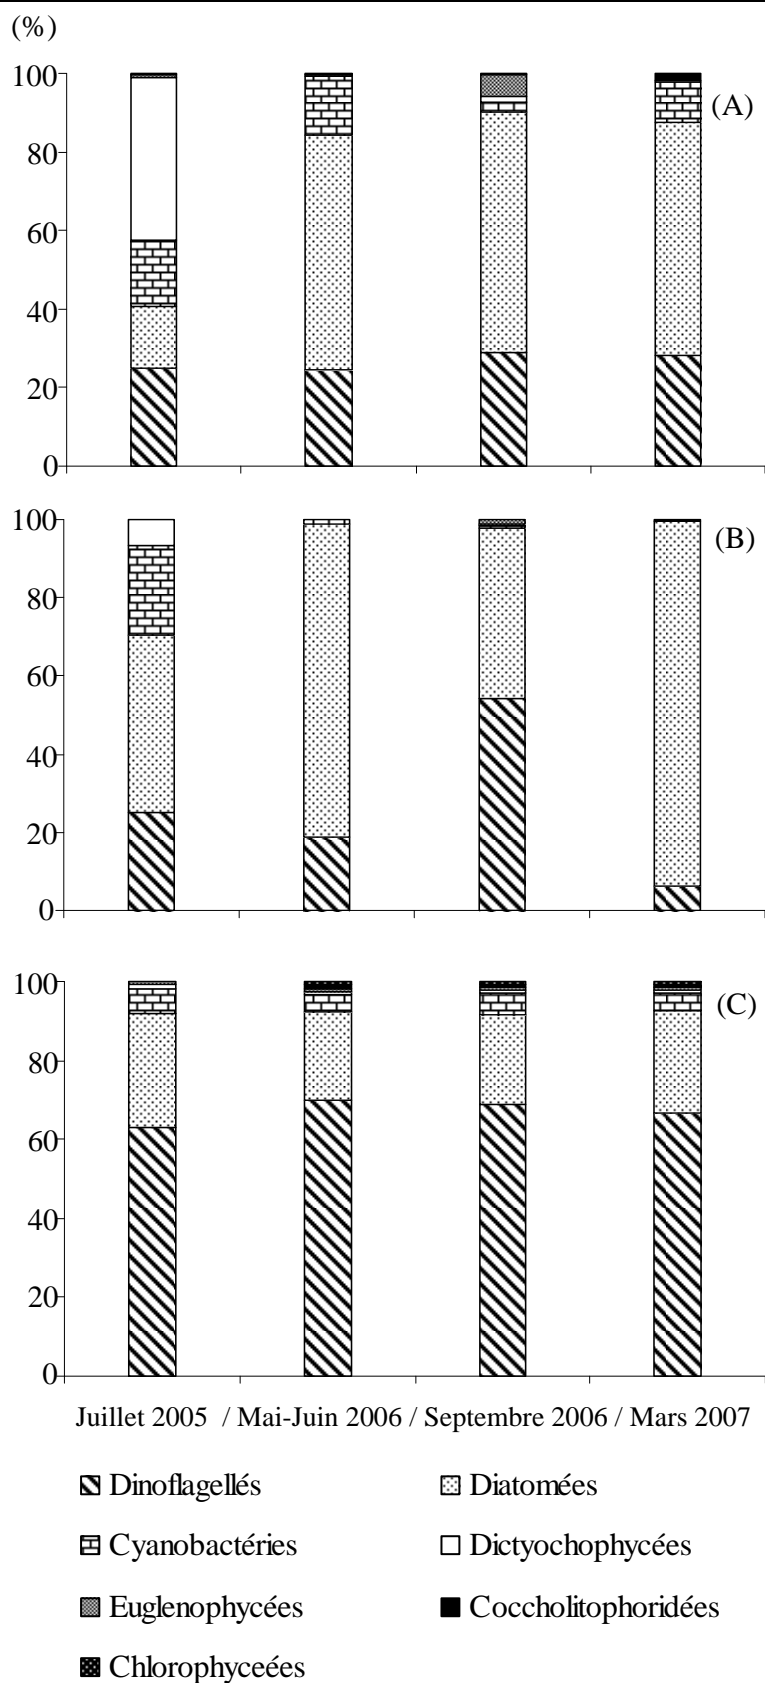 (%)
100
(A)
80
60
40
20
0
100
(B)
80
60
40
20
0
100
(C)
80
60
40
20
0
Juillet 2005 / Mai-Juin 2006 / Septembre 2006 / Mars 2007
Dinoflagellés Diatomées
Cyanobactéries Dictyochophycées
Euglenophycées Coccholitophoridées
Chlorophyceées